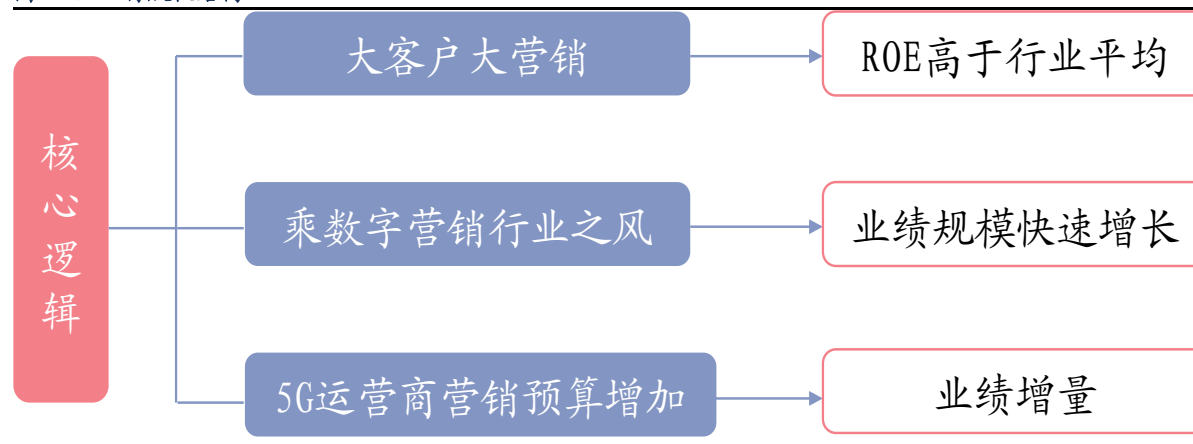 核心逻辑
大客户大营销
ROE高于行业平均
乘数字营销行业之风
业绩规模快速增长
5G运营商营销预算增加
业绩增量